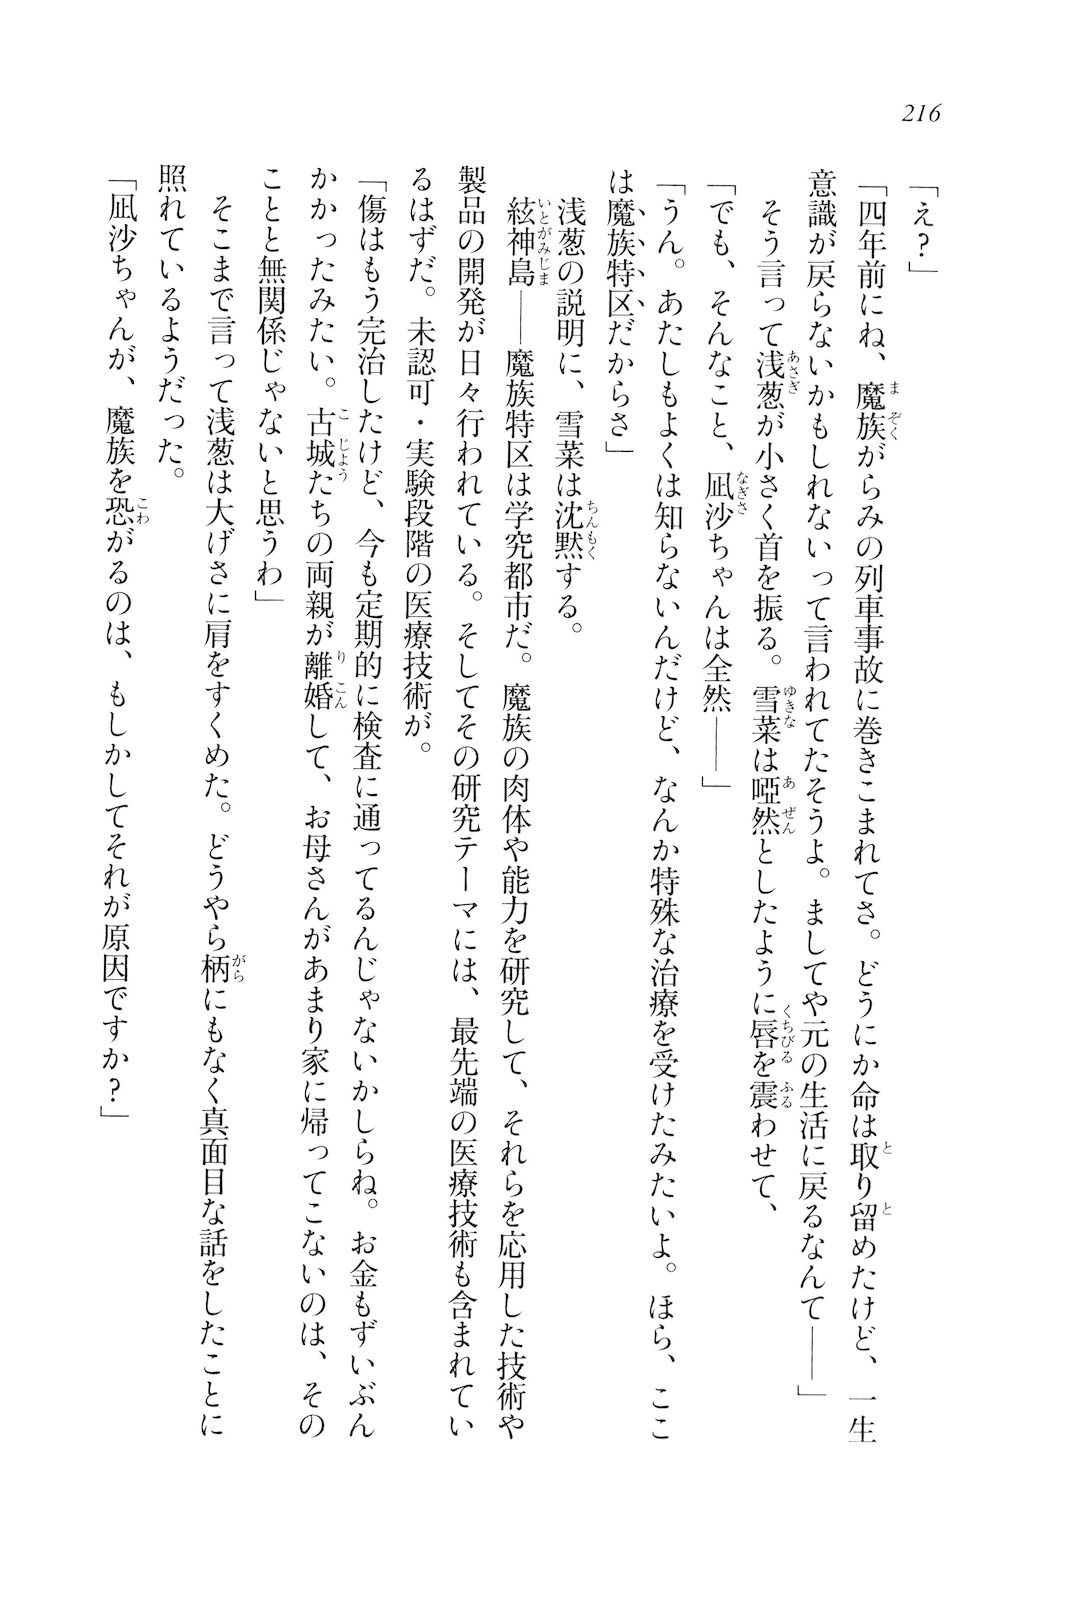 216
「え？」
「四年前にね、魔族がらみの列車事故に巻きこまれてさ。どうにか命は取り留めたけど、一生
意識が戻らないかもしれないって言われてたそうよ。ましてや元の生活に戻るなんて——」
　そう言って浅葱が小さく首を振る。雪菜は啞然としたように唇を震わせて、
「でも、そんなこと、凪沙ちゃんは全然——」
「うん。あたしもよくは知らないんだけど、なんか特殊な治療を受けたみたいよ。ほら、ここ
は魔族特区だからさ」
　浅葱の説明に、雪菜は沈黙する。
　絃神島——魔族特区は学究都市だ。魔族の肉体や能力を研究して、それらを応用した技術や
製品の開発が日々行われている。そしてその研究テーマには、最先端の医療技術も含まれてい
るはずだ。未認可・実験段階の医療技術が。
「傷はもう完治したけど、今も定期的に検査に通ってるんじゃないかしらね。お金もずいぶん
かかったみたい。古城たちの両親が離婚して、お母さんがあまり家に帰ってこないのは、その
ことと無関係じゃないと思うわ」
　そこまで言って浅葱は大げさに肩をすくめた。どうやら柄にもなく真面目な話をしたことに
照れているようだった。
「凪沙ちゃんが、魔族を恐がるのは、もしかしてそれが原因ですか？」